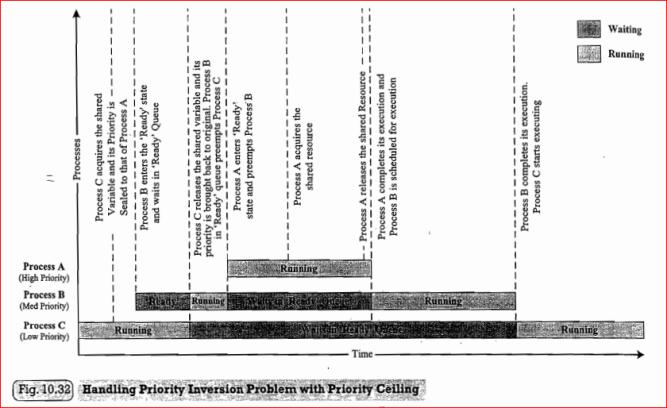 Waiting
Running
Processes
Process C acquires the shared
Variable and its Priority is
Sealed to that of Process A
Process B enters the 'Ready' state
and waits in 'Ready' Queue
Process C releases the shared variable and its
priority is brought back to original. Process B
in 'Ready' queue preempts Process C
Process A enters 'Ready'
state and preempts Process B
Process A acquires the
shared resource
Process A releases the shared Resource
Process A completes its execution and
Process B is scheduled for execution
Process B completes its execution.
Process C starts executing
Process A
(High Priority)
Running
Process B
(Med Priority)
Ready
Running
Waits in Ready Queue
Running
Process C
(Low Priority)
Running
Wait in Ready Queue
Running
Time
Fig. 10.32
Handling Priority Inversion Problem with Priority Ceiling